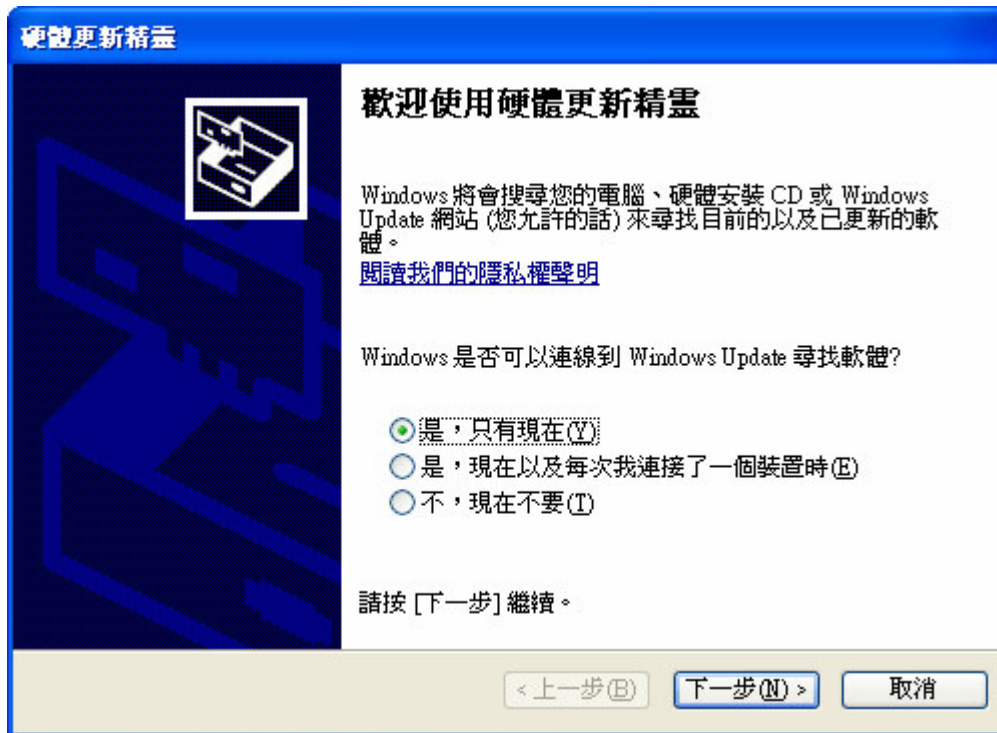 硬體更新精靈
歡迎使用硬體更新精靈
Windows 將會搜尋您的電腦、硬體安裝 CD 或 Windows
Update 網站 (您允許的話) 來尋找目前的以及已更新的軟
體。
閱讀我們的隱私權聲明
Windows 是否可以連線到 Windows Update 尋找軟體?
是，只有現在(Y)
是，現在以及每次我連接了一個裝置時(E)
不，現在不要(T)
請按 [下一步] 繼續。
<上一步(B) 下一步(N)> 取消